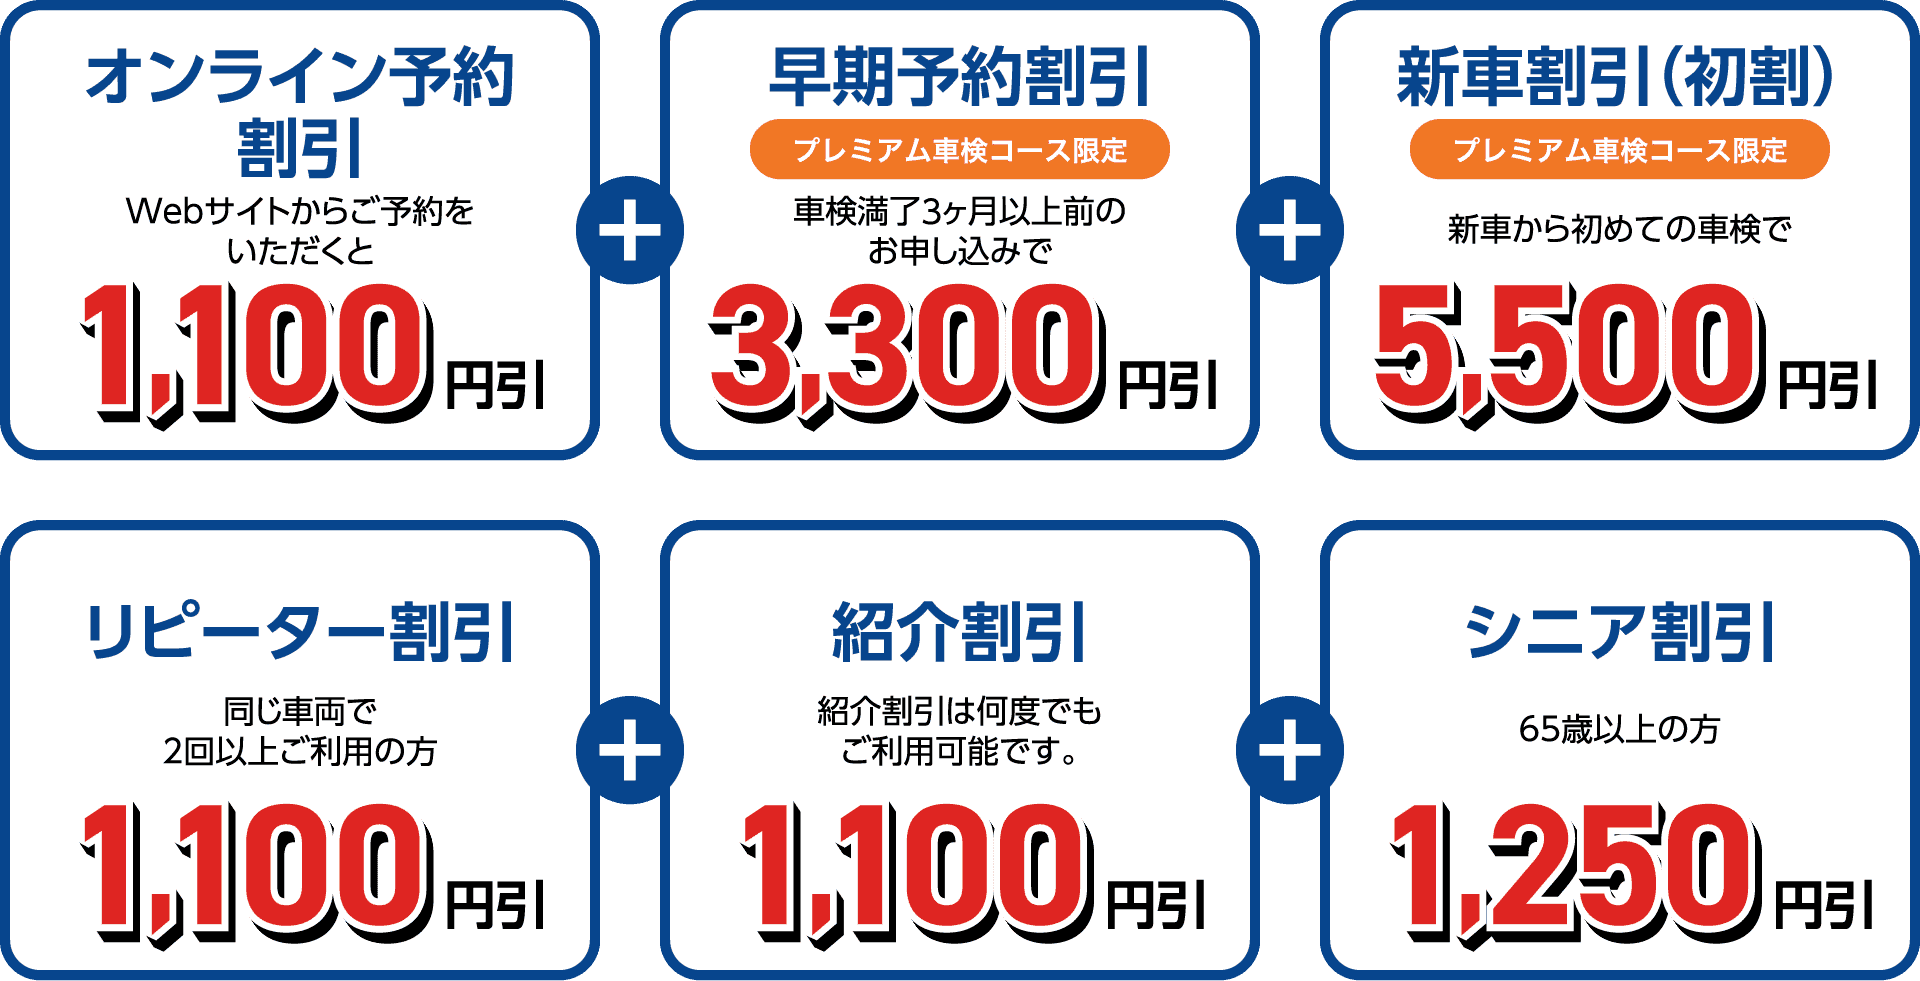 オンライン予約
割引
Webサイトからご予約を
いただくと
1,100円引
+
早期予約割引
プレミアム車検コース限定
車検満了3ヶ月以上前の
お申し込みで
3,300円引
+
新車割引(初割)
プレミアム車検コース限定
新車から初めての車検で
5,500円引
リピーター割引
同じ車両で
2回以上ご利用の方
1,100円引
+
紹介割引
紹介割引は何度でも
ご利用可能です。
1,100円引
+
シニア割引
65歳以上の方
1,250円引